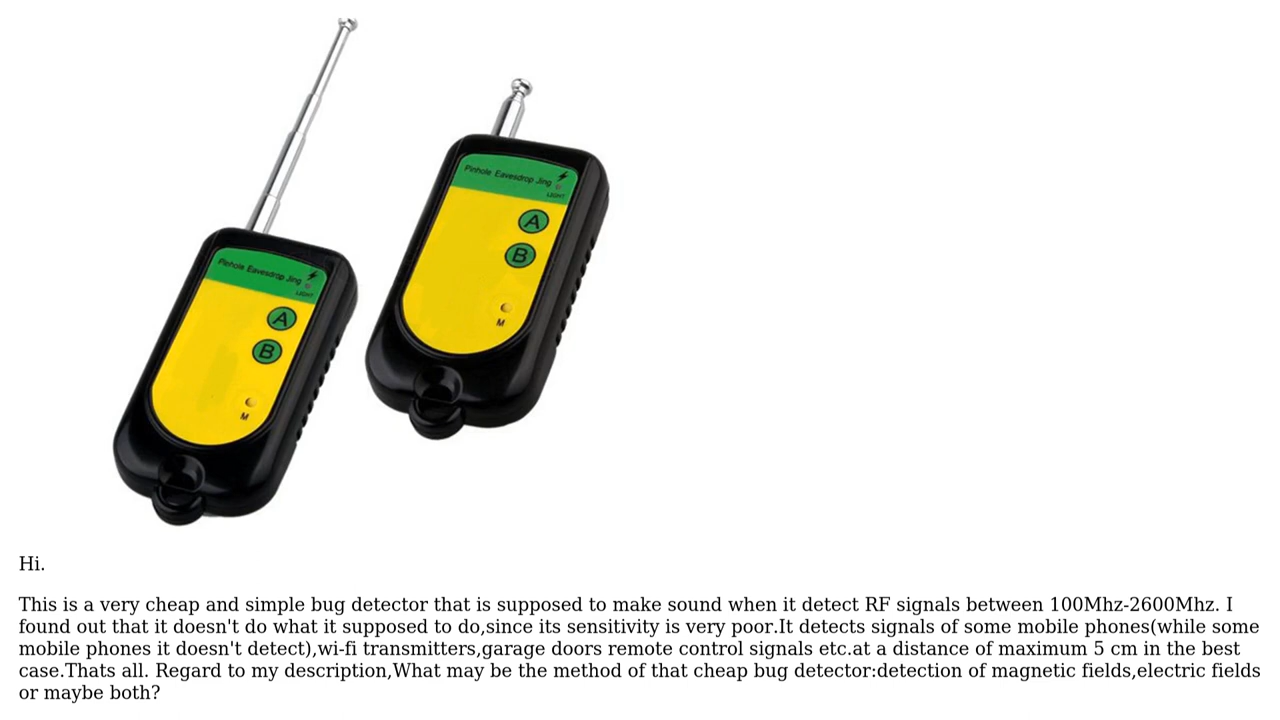 Pinhole Eavesdrop Jing
LIGHT
A
B
M
Pinhole Eavesdrop Jing
LIGHT
A
B
M
Hi.
This is a very cheap and simple bug detector that is supposed to make sound when it detect RF signals between 100Mhz-2600Mhz. I
found out that it doesn't do what it supposed to do,since its sensitivity is very poor.It detects signals of some mobile phones(while some
mobile phones it doesn't detect),wi-fi transmitters,garage doors remote control signals etc.at a distance of maximum 5 cm in the best
case.Thats all. Regard to my description,What may be the method of that cheap bug detector:detection of magnetic fields,electric fields
or maybe both?